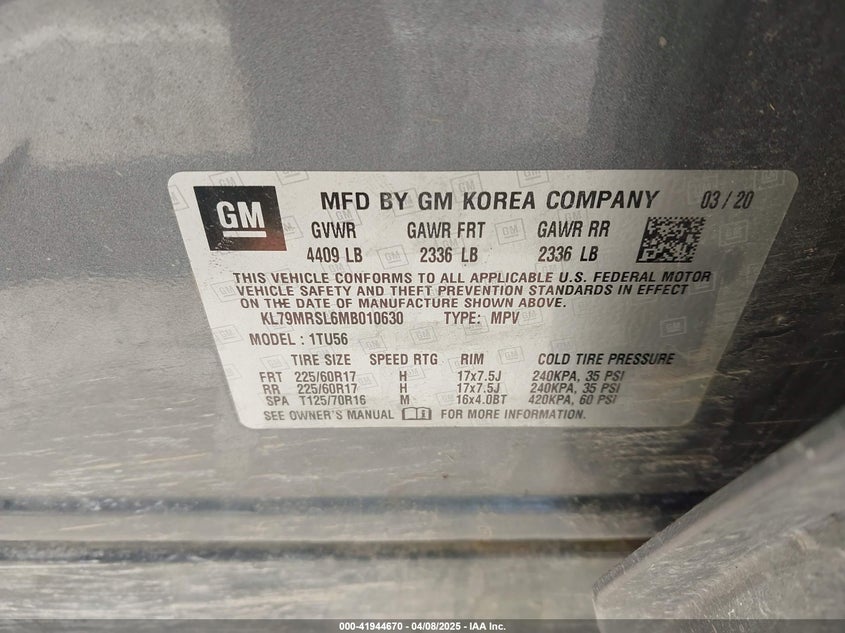 GM MFD BY GM KOREA COMPANY 03/20
GVWR GAWR FRT GAWR RR
4409 LB 2336 LB 2336 LB
THIS VEHICLE CONFORMS TO ALL APPLICABLE U.S. FEDERAL MOTOR
VEHICLE SAFETY AND THEFT PREVENTION STANDARDS IN EFFECT
ON THE DATE OF MANUFACTURE SHOWN ABOVE.
KL79MRSL6MB010630 TYPE: MPV
MODEL : 1TU56
TIRE SIZE SPEED RTG RIM COLD TIRE PRESSURE
FRT 225/60R17 H 17x7.5J 240KPA, 35 PSI
RR 225/60R17 H 17x7.5J 240KPA, 35 PSI
SPA T125/70R16 M 16x4.0BT 420KPA, 60 PSI
SEE OWNER'S MANUAL FOR MORE INFORMATION.
000-41944670 - 04/08/2025 - IAA Inc.